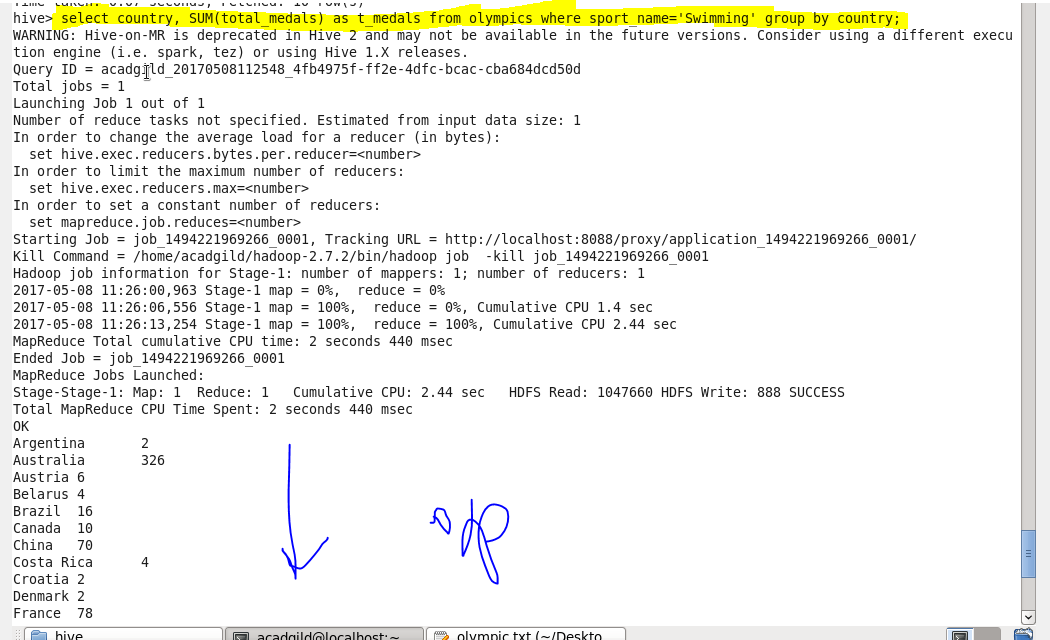 hive> select country, SUM(total_medals) as t_medals from olympics where sport_name='Swimming' group by country;
WARNING: Hive-on-MR is deprecated in Hive 2 and may not be available in the future versions. Consider using a different execu
tion engine (i.e. spark, tez) or using Hive 1.X releases.
Query ID = acadgild_20170508112548_4fb4975f-ff2e-4dfc-bcac-cba684dcd50d
Total jobs = 1
Launching Job 1 out of 1
Number of reduce tasks not specified. Estimated from input data size: 1
In order to change the average load for a reducer (in bytes):
  set hive.exec.reducers.bytes.per.reducer=<number>
In order to limit the maximum number of reducers:
  set hive.exec.reducers.max=<number>
In order to set a constant number of reducers:
  set mapreduce.job.reduces=<number>
Starting Job = job_1494221969266_0001, Tracking URL = http://localhost:8088/proxy/application_1494221969266_0001/
Kill Command = /home/acadgild/hadoop-2.7.2/bin/hadoop job  -kill job_1494221969266_0001
Hadoop job information for Stage-1: number of mappers: 1; number of reducers: 1
2017-05-08 11:26:00,963 Stage-1 map = 0%,  reduce = 0%
2017-05-08 11:26:06,556 Stage-1 map = 100%,  reduce = 0%, Cumulative CPU 1.4 sec
2017-05-08 11:26:13,254 Stage-1 map = 100%,  reduce = 100%, Cumulative CPU 2.44 sec
MapReduce Total cumulative CPU time: 2 seconds 440 msec
Ended Job = job_1494221969266_0001
MapReduce Jobs Launched:
Stage-Stage-1: Map: 1  Reduce: 1   Cumulative CPU: 2.44 sec   HDFS Read: 1047660 HDFS Write: 888 SUCCESS
Total MapReduce CPU Time Spent: 2 seconds 440 msec
OK
Argentina       2
Australia       326
Austria 6
Belarus 4
Brazil  16
Canada  10
China   70
Costa Rica      4
Croatia 2
Denmark 2
France  78
hive
acadgild@localhost:~
olympic.txt (~/Deskto